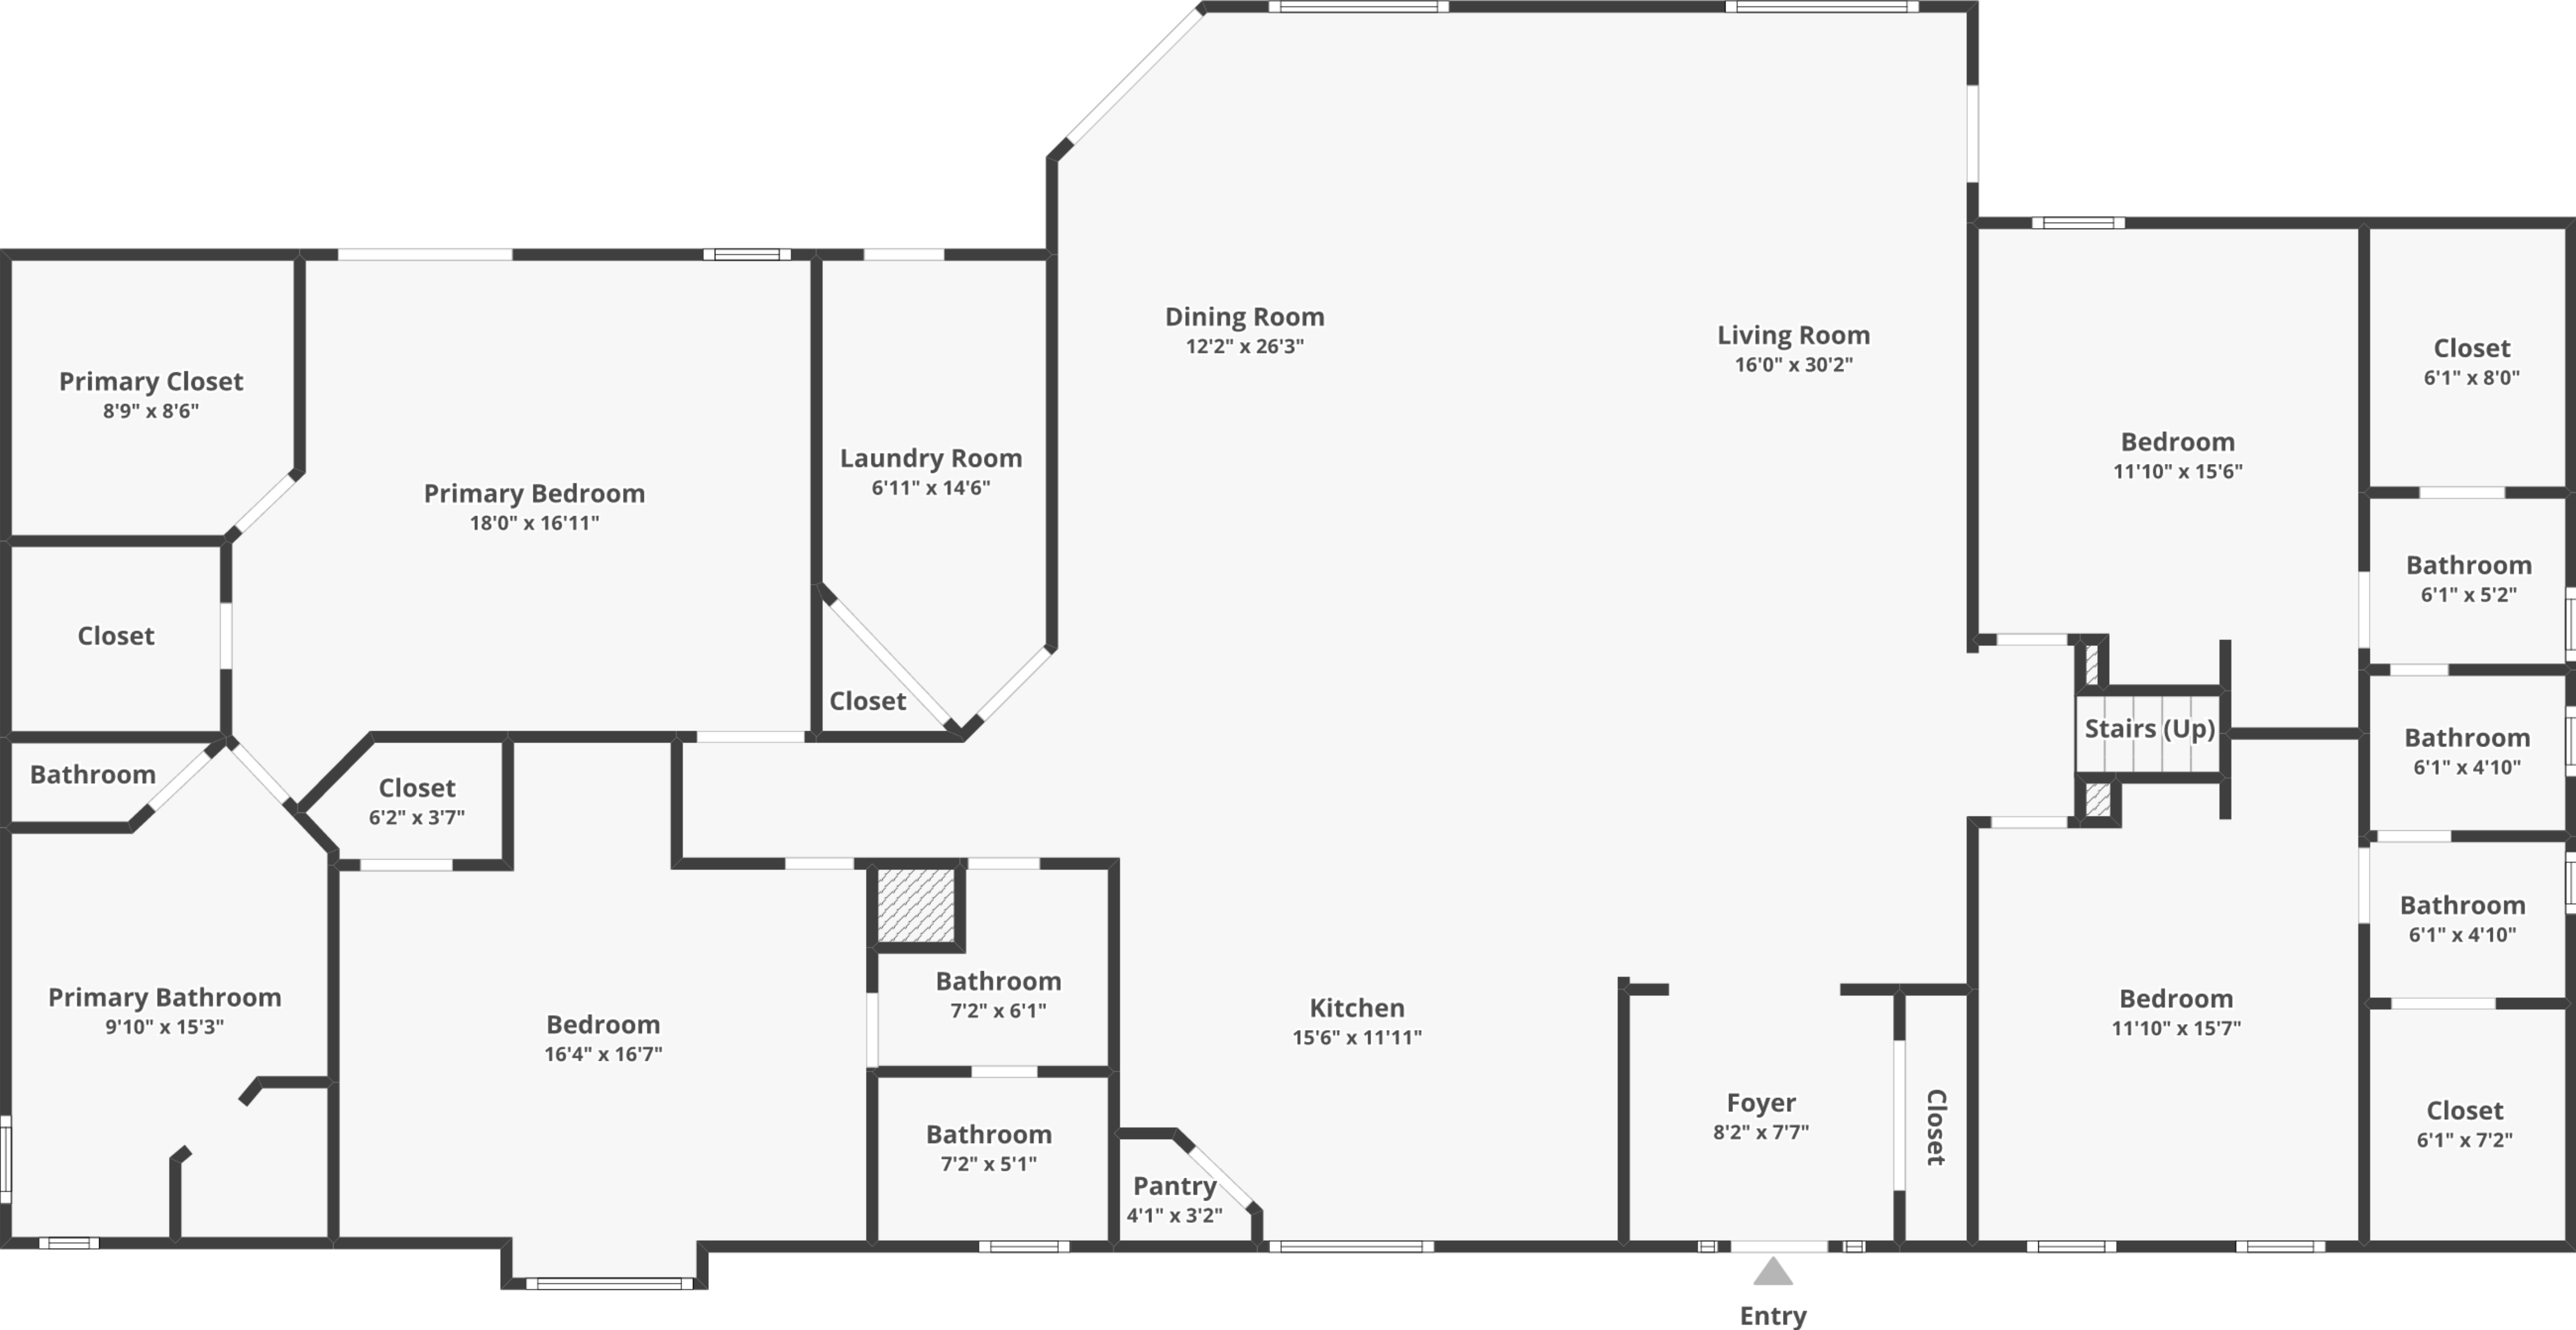 Dining Room
12'2" x 26'3"
Living Room
16'0" x 30'2"
Closet
6'1" x 8'0"
Primary Closet
8'9" x 8'6"
Bedroom
11'10" x 15'6"
Laundry Room
6'11" x 14'6"
Primary Bedroom
18'0" x 16'11"
Bathroom
6'1" x 5'2"
Closet
Closet
Stairs (Up)
Bathroom
6'1" x 4'10"
Bathroom
Closet
6'2" x 3'7"
Bathroom
6'1" x 4'10"
Bathroom
7'2" x 6'1"
Primary Bathroom
9'10" x 15'3"
Bedroom
11'10" x 15'7"
Kitchen
15'6" x 11'11"
Bedroom
16'4" x 16'7"
Foyer
8'2" x 7'7"
Closet
Closet
6'1" x 7'2"
Bathroom
7'2" x 5'1"
Pantry
4'1" x 3'2"
Entry